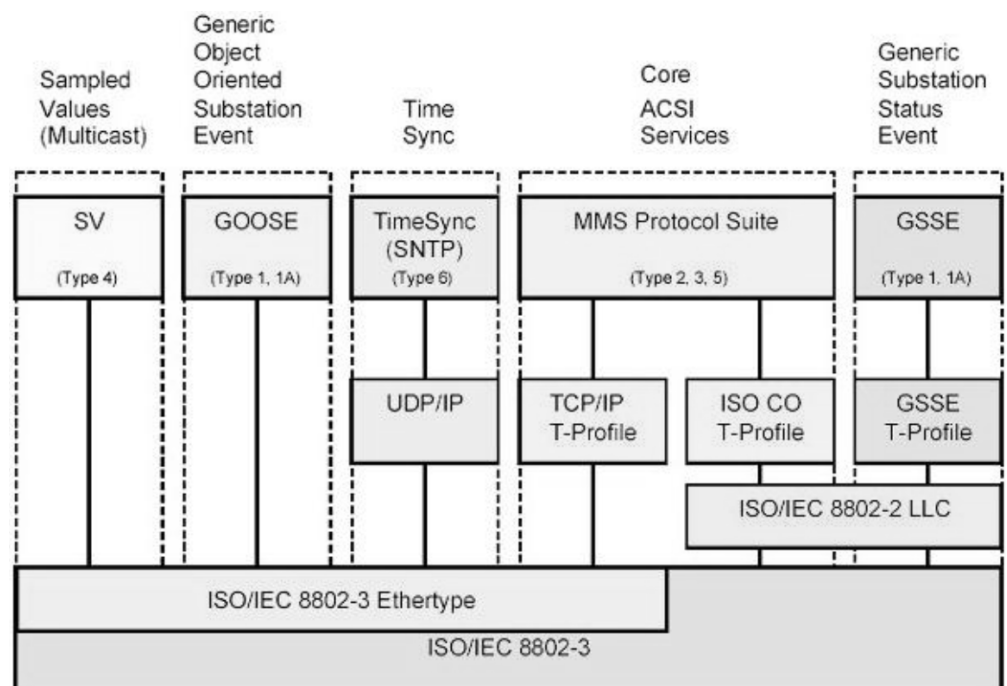 Sampled
Values
(Multicast)
Generic
Object
Oriented
Substation
Event
Time
Sync
Core
ACSI
Services
Generic
Substation
Status
Event
SV
(Type 4)
GOOSE
(Type 1, 1A)
TimeSync
(SNTP)
(Type 6)
MMS Protocol Suite
(Type 2, 3, 5)
GSSE
(Type 1, 1A)
UDP/IP
TCP/IP
T-Profile
ISO CO
T-Profile
GSSE
T-Profile
ISO/IEC 8802-2 LLC
ISO/IEC 8802-3 Ethertype
ISO/IEC 8802-3